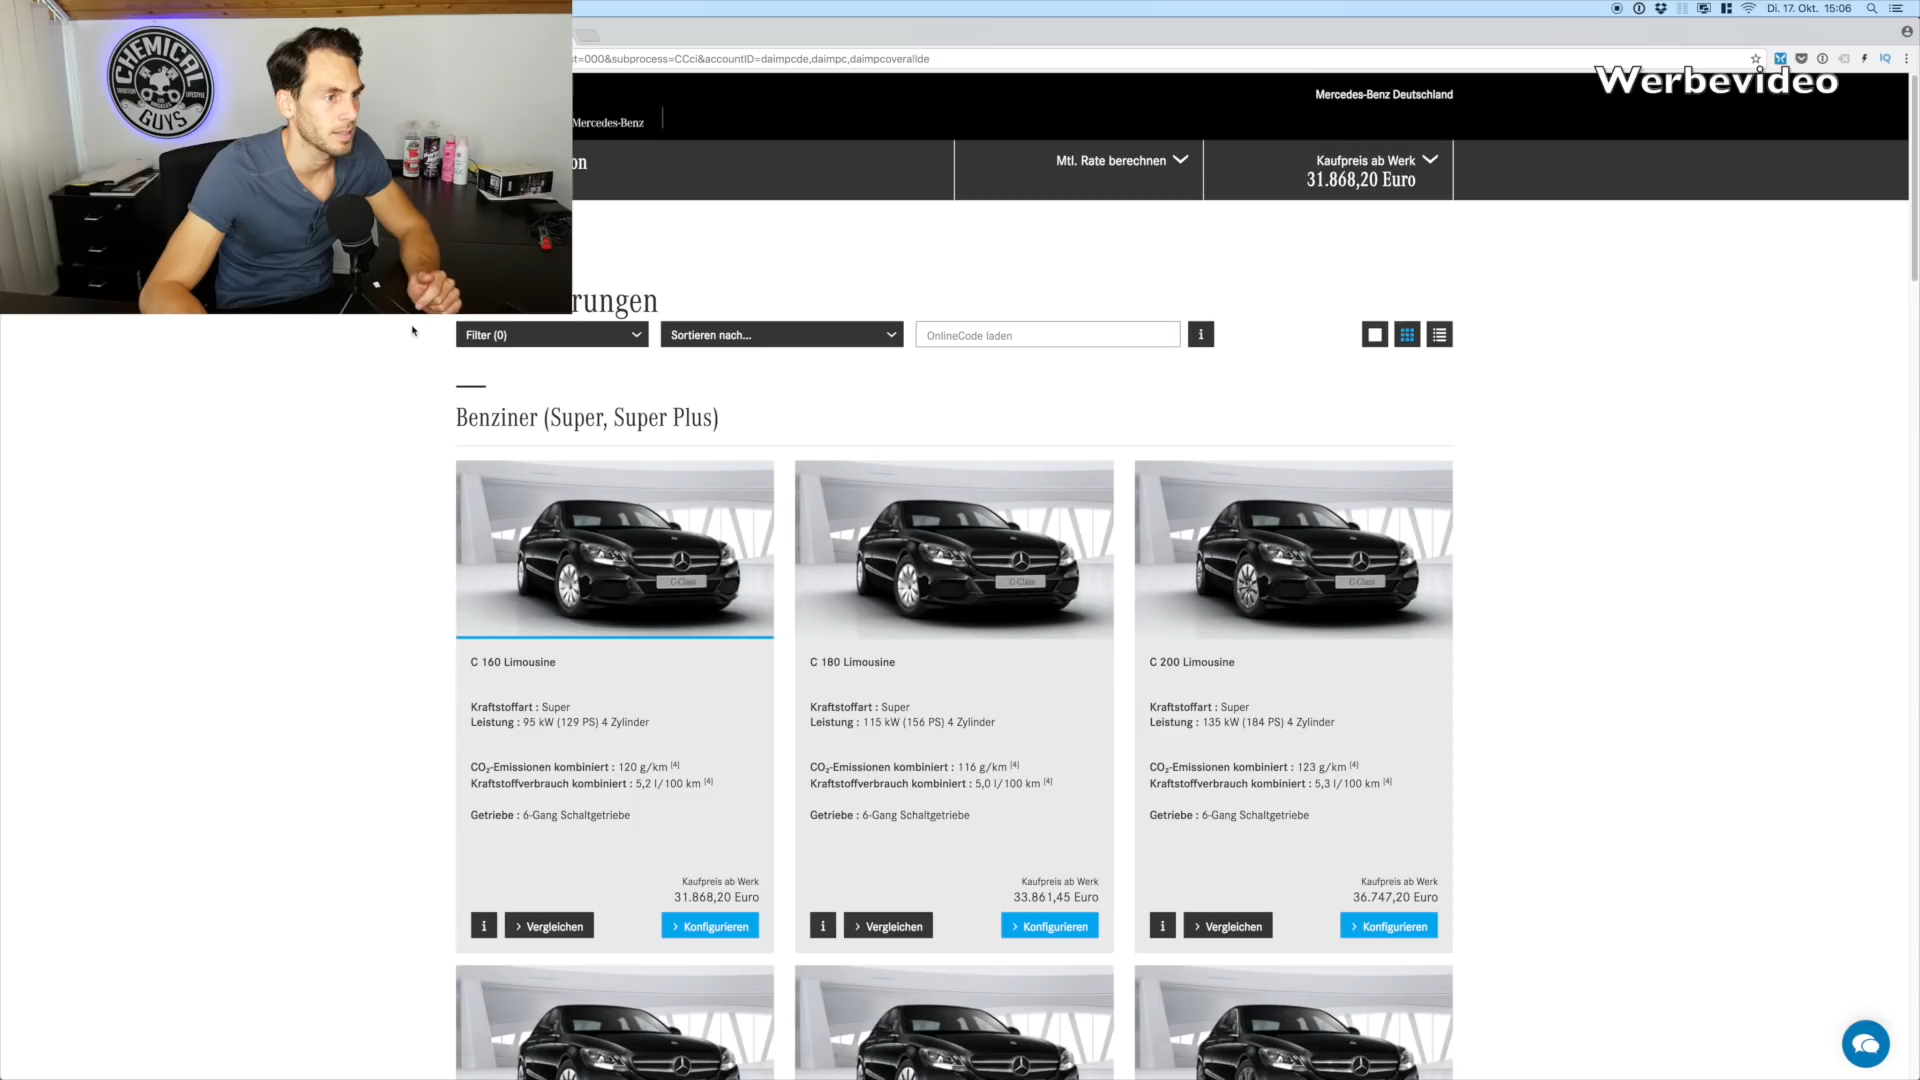 CHEMICAL
GUYS
TRADITION
LOS ANGELES
LIFESTYLE
Di. 17. Okt. 15:06
IQ
t=000&subprocess=CCci&accountID=daimpcde,daimpc,daimpcoverallde
Werbevideo
Mercedes-Benz Deutschland
Mercedes-Benz
on
Mtl. Rate berechnen
Kaufpreis ab Werk
31.868,20 Euro
rungen
Filter (0)
Sortieren nach...
OnlineCode laden
i
Benziner (Super, Super Plus)
C-Class
C-Class
C-Class
C 160 Limousine
Kraftstoffart : Super
Leistung : 95 kW (129 PS) 4 Zylinder
CO₂-Emissionen kombiniert : 120 g/km [4]
Kraftstoffverbrauch kombiniert : 5,2 l/100 km [4]
Getriebe : 6-Gang Schaltgetriebe
Kaufpreis ab Werk
31.868,20 Euro
i
> Vergleichen
> Konfigurieren
C 180 Limousine
Kraftstoffart : Super
Leistung : 115 kW (156 PS) 4 Zylinder
CO₂-Emissionen kombiniert : 116 g/km [4]
Kraftstoffverbrauch kombiniert : 5,0 l/100 km [4]
Getriebe : 6-Gang Schaltgetriebe
Kaufpreis ab Werk
33.861,45 Euro
i
> Vergleichen
> Konfigurieren
C 200 Limousine
Kraftstoffart : Super
Leistung : 135 kW (184 PS) 4 Zylinder
CO₂-Emissionen kombiniert : 123 g/km [4]
Kraftstoffverbrauch kombiniert : 5,3 l/100 km [4]
Getriebe : 6-Gang Schaltgetriebe
Kaufpreis ab Werk
36.747,20 Euro
i
> Vergleichen
> Konfigurieren